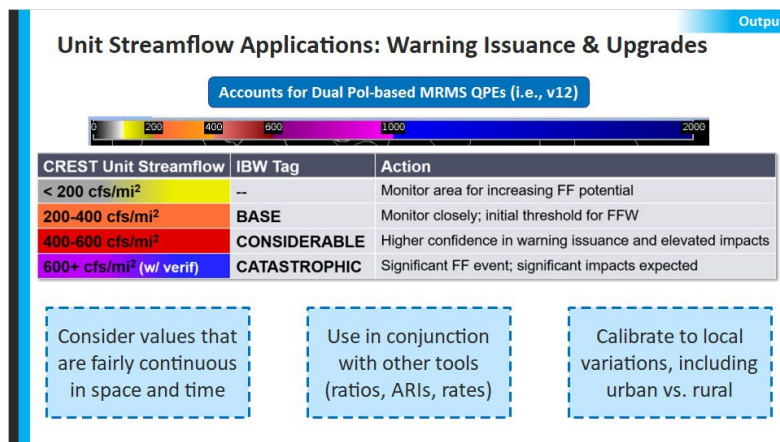 Output
Unit Streamflow Applications: Warning Issuance & Upgrades
Accounts for Dual Pol-based MRMS QPEs (i.e., v12)
0 200 400 600 1000 2000
CREST Unit Streamflow IBW Tag Action
< 200 cfs/mi² -- Monitor area for increasing FF potential
200-400 cfs/mi² BASE Monitor closely; initial threshold for FFW
400-600 cfs/mi² CONSIDERABLE Higher confidence in warning issuance and elevated impacts
600+ cfs/mi² (w/ verif) CATASTROPHIC Significant FF event; significant impacts expected
Consider values that
are fairly continuous
in space and time
Use in conjunction
with other tools
(ratios, ARIs, rates)
Calibrate to local
variations, including
urban vs. rural